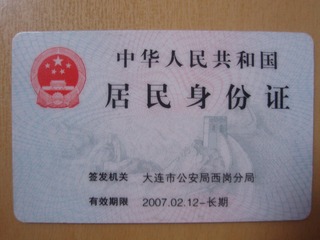 中华人民共和国
居民身份证
签发机关 大连市公安局西岗分局
有效期限 2007.02.12-长期